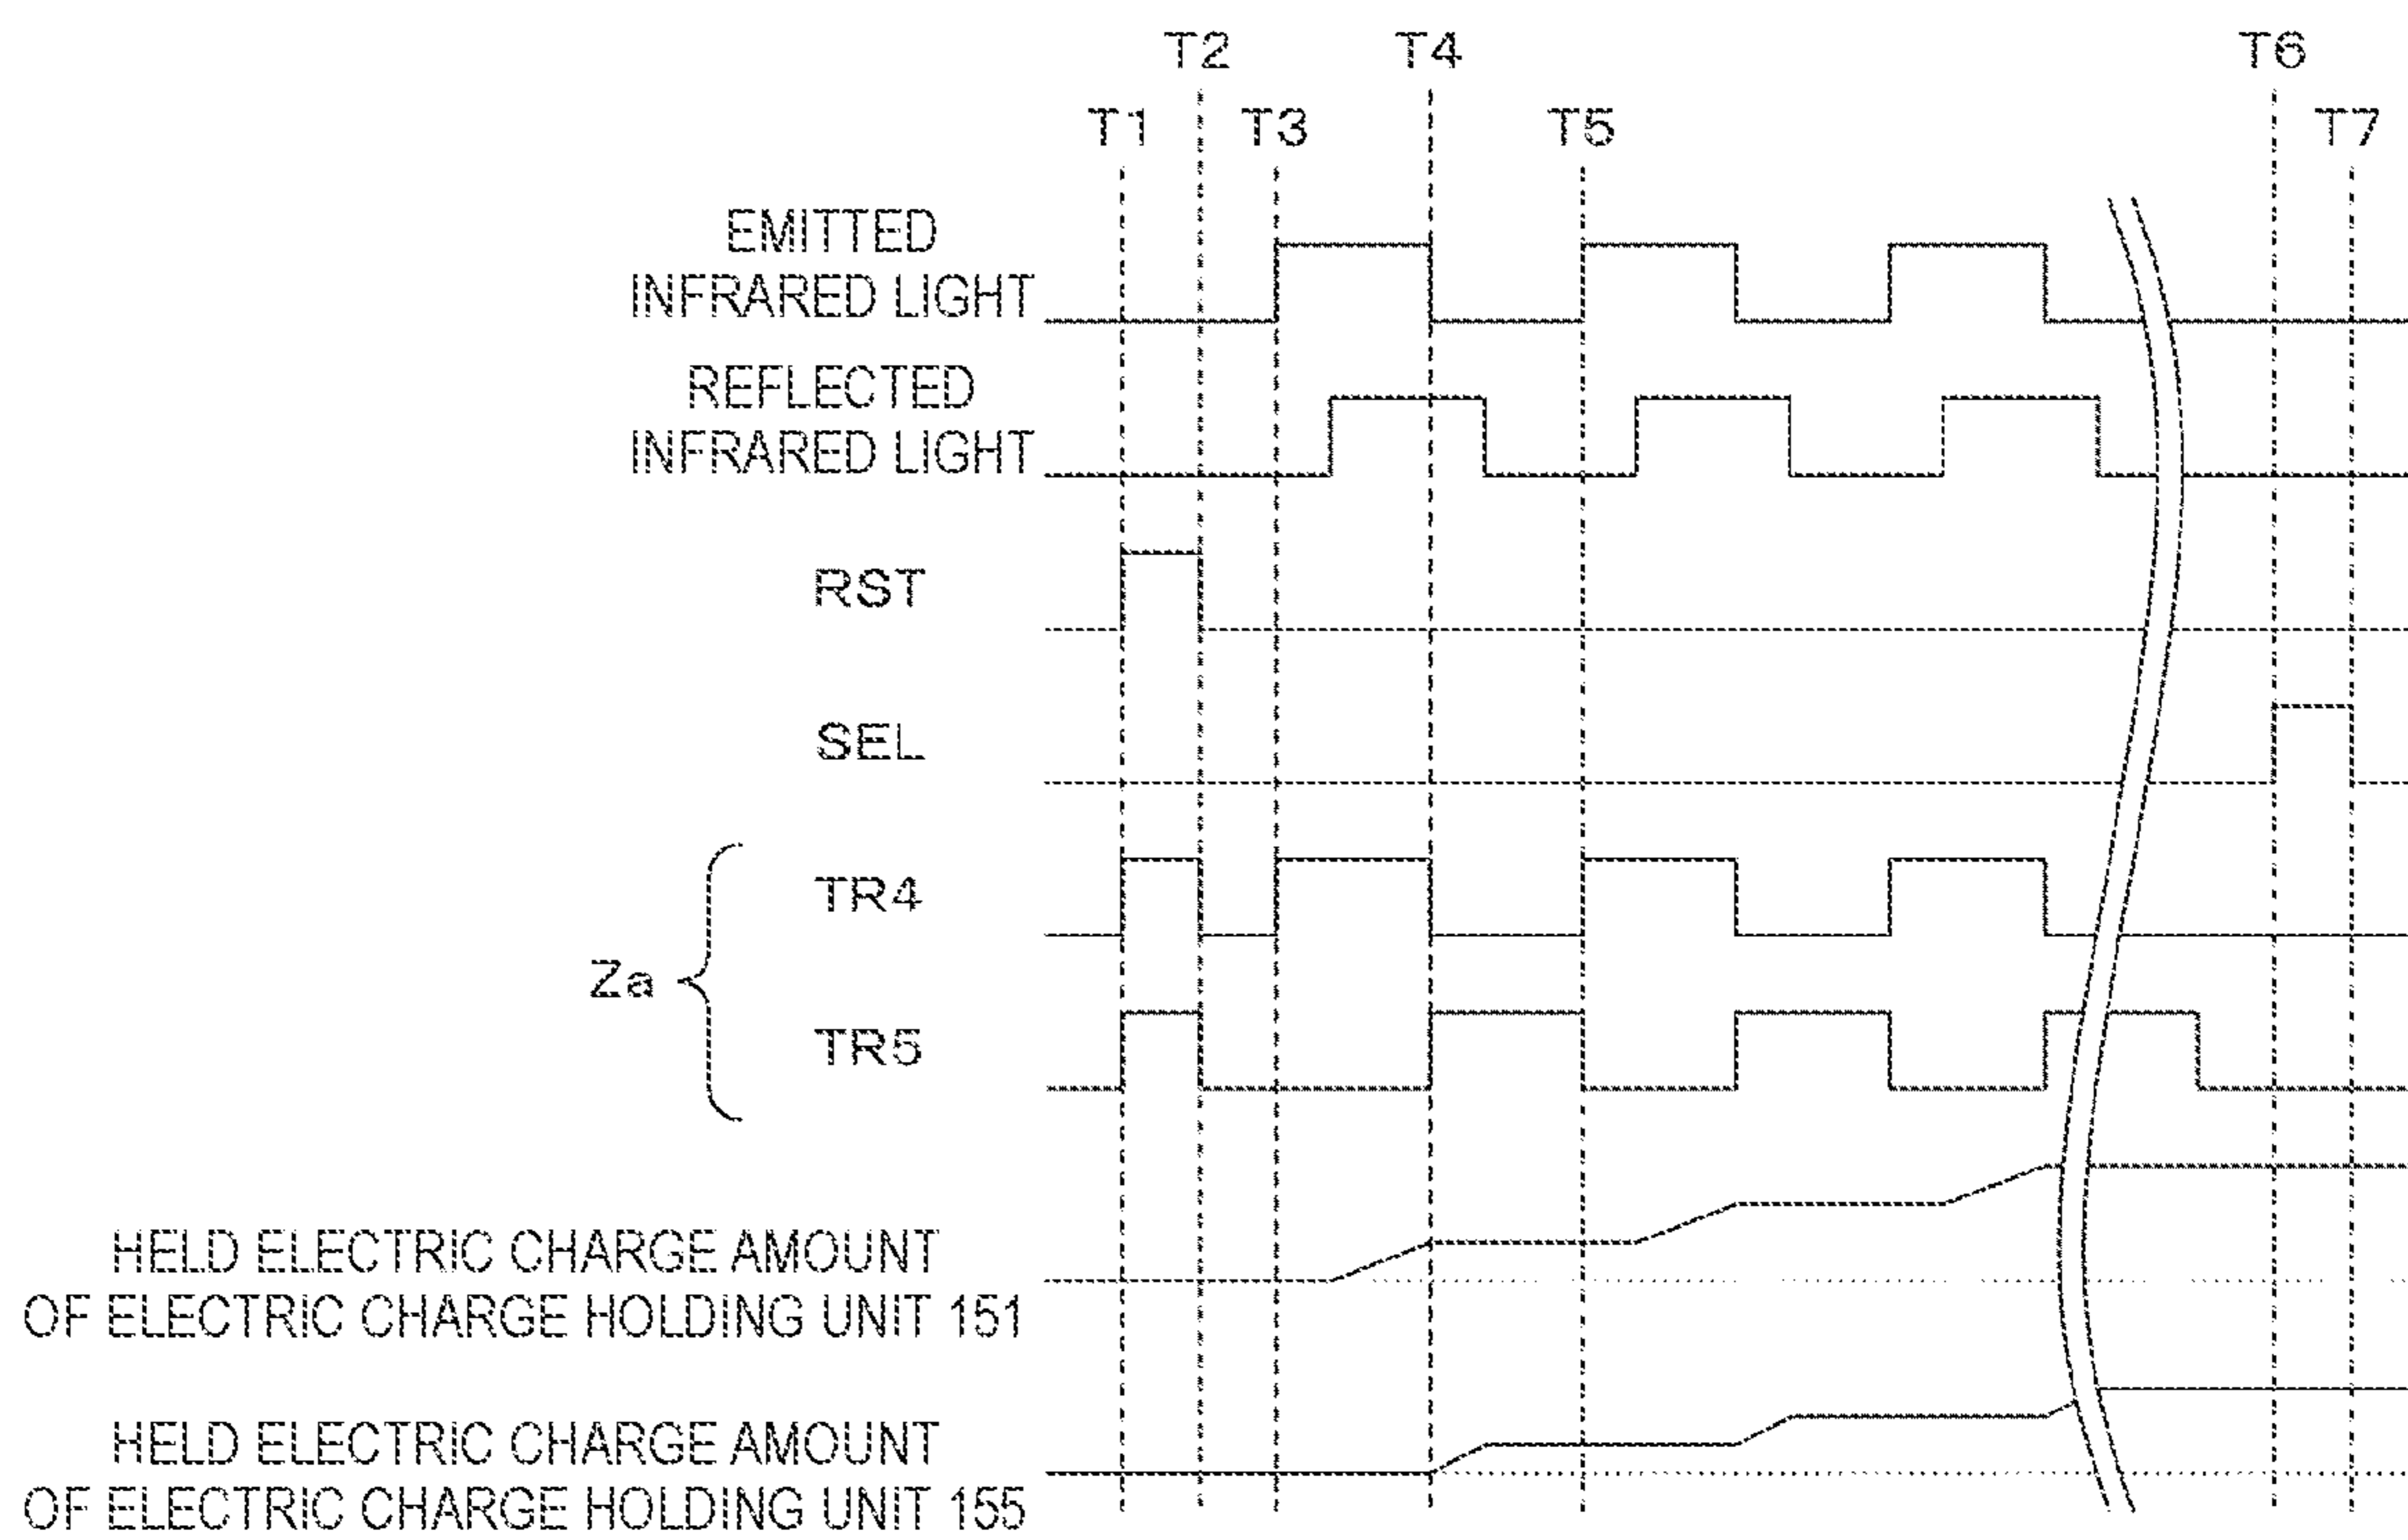 T2
T4
T6
T1
T3
T5
T7
EMITTED
INFRARED LIGHT
REFLECTED
INFRARED LIGHT
RST
SEL
TR4
Za
TR5
HELD ELECTRIC CHARGE AMOUNT
OF ELECTRIC CHARGE HOLDING UNIT 151
HELD ELECTRIC CHARGE AMOUNT
OF ELECTRIC CHARGE HOLDING UNIT 155